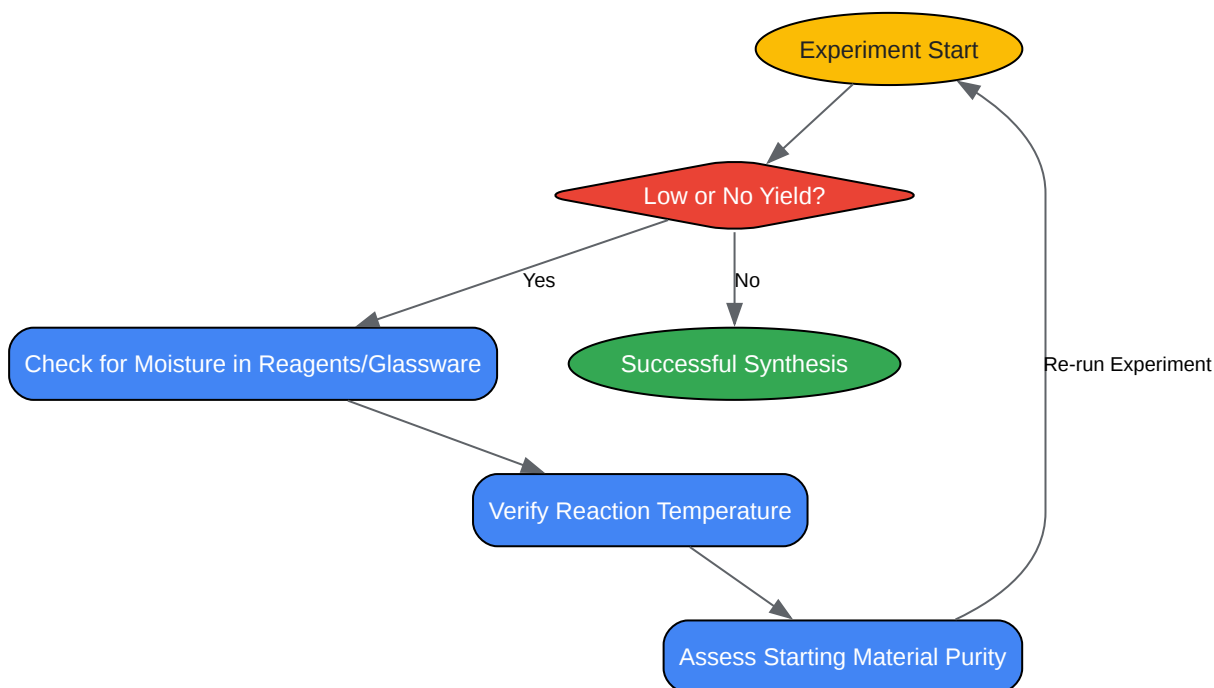 Experiment Start
Low or No Yield?
Yes
No
Check for Moisture in Reagents/Glassware
Successful Synthesis
Re-run Experiment
Verify Reaction Temperature
Assess Starting Material Purity